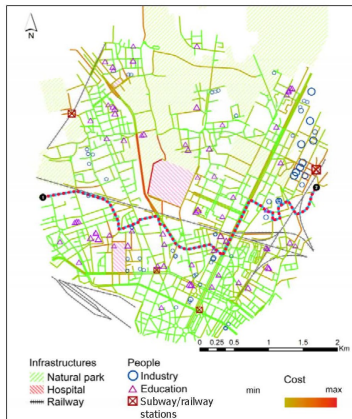 N
Km
0 0.25 0.5 1 1.5 2
Infrastructures
Natural park
Hospital
Railway
People
Industry
Education
Subway/railway
stations
Cost
min max